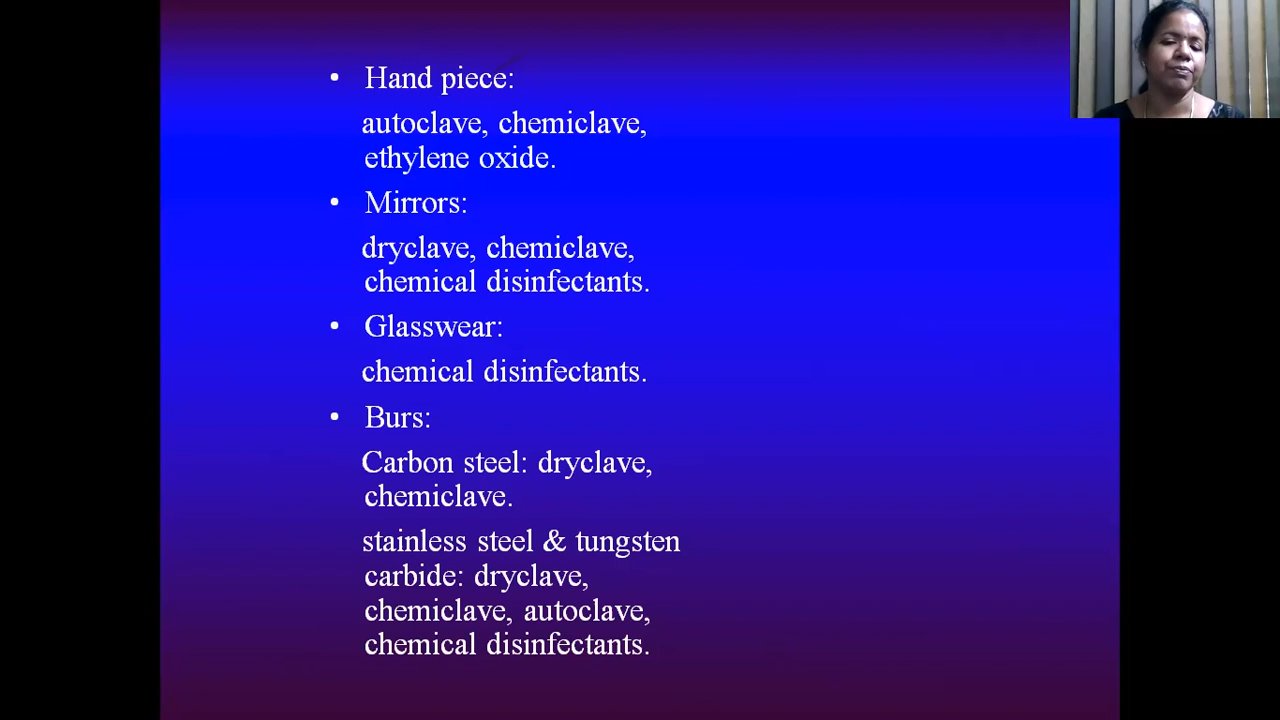 • Hand piece:
autoclave, chemiclave,
ethylene oxide.
• Mirrors:
dryclave, chemiclave,
chemical disinfectants.
• Glasswear:
chemical disinfectants.
• Burs:
Carbon steel: dryclave,
chemiclave.
stainless steel & tungsten
carbide: dryclave,
chemiclave, autoclave,
chemical disinfectants.